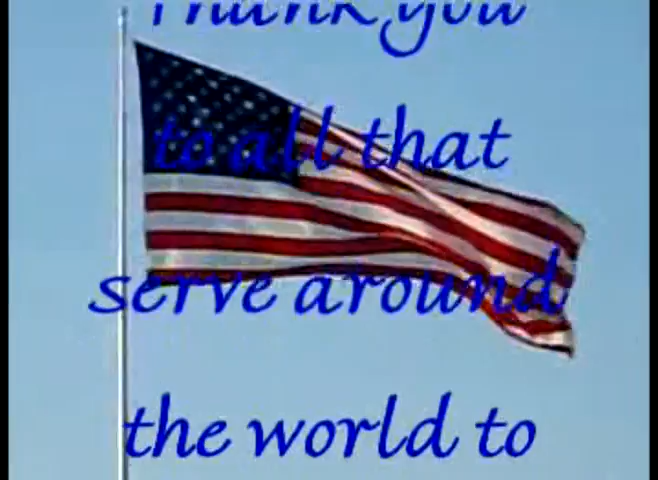 Thank you
to all that
serve around
the world to